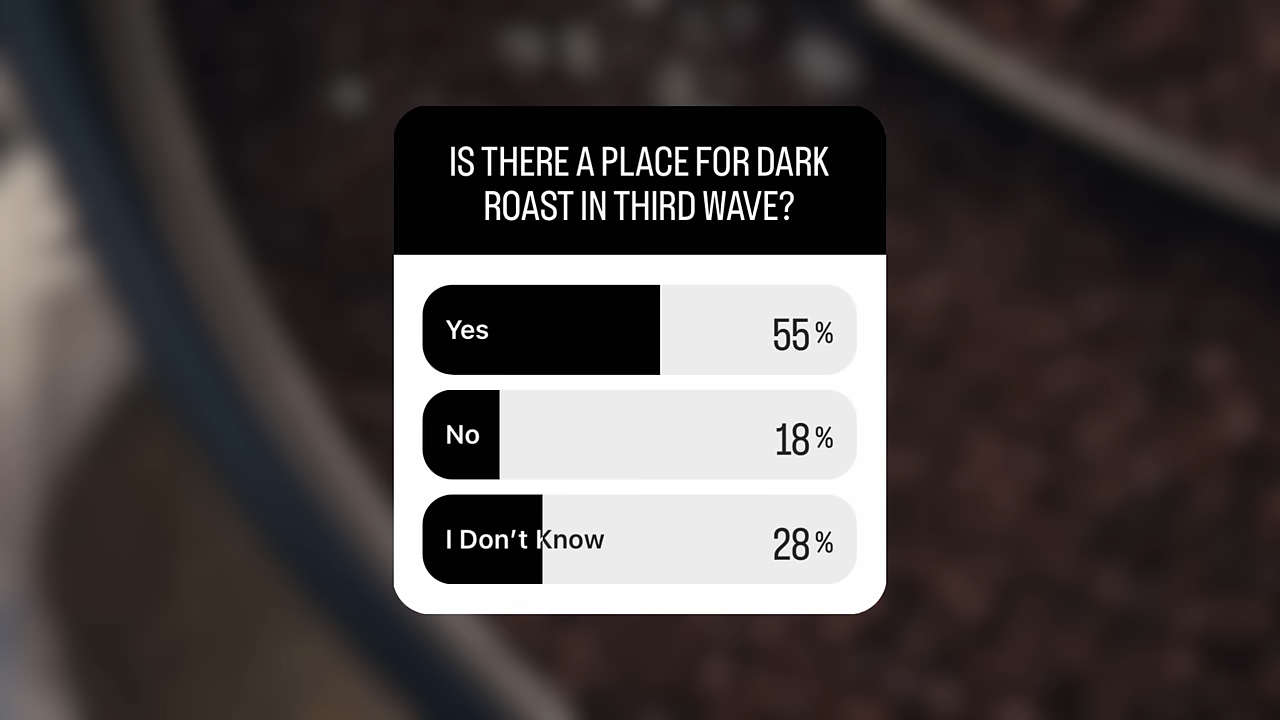 IS THERE A PLACE FOR DARK
ROAST IN THIRD WAVE?
Yes 55%
No 18%
I Don’t Know 28%